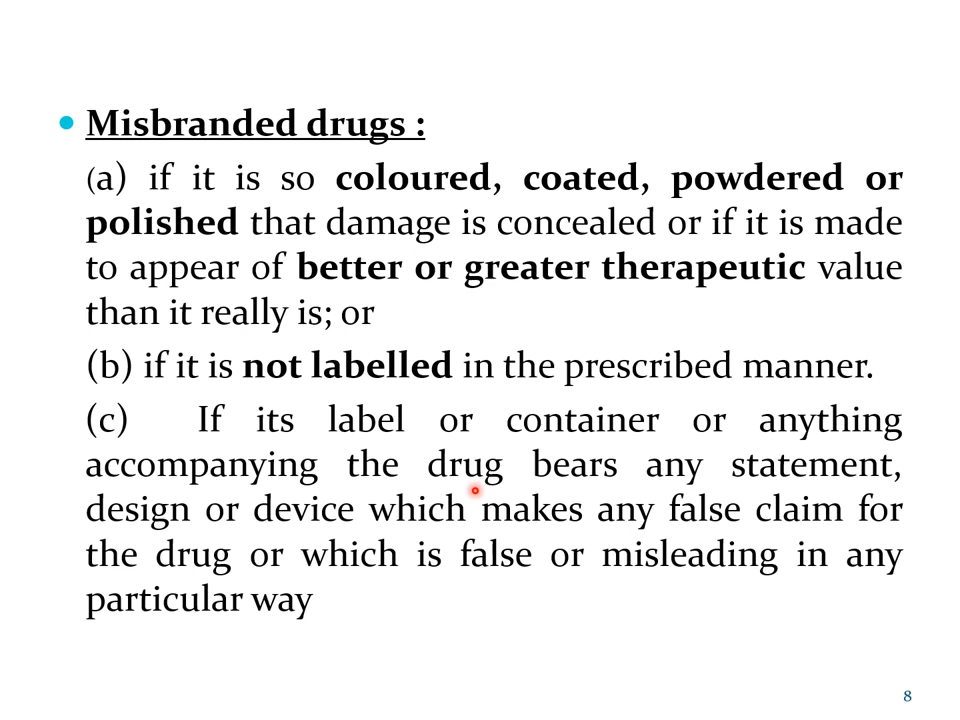 Misbranded drugs :
(a) if it is so coloured, coated, powdered or
polished that damage is concealed or if it is made
to appear of better or greater therapeutic value
than it really is; or
(b) if it is not labelled in the prescribed manner.
(c) If its label or container or anything
accompanying the drug bears any statement,
design or device which makes any false claim for
the drug or which is false or misleading in any
particular way
8